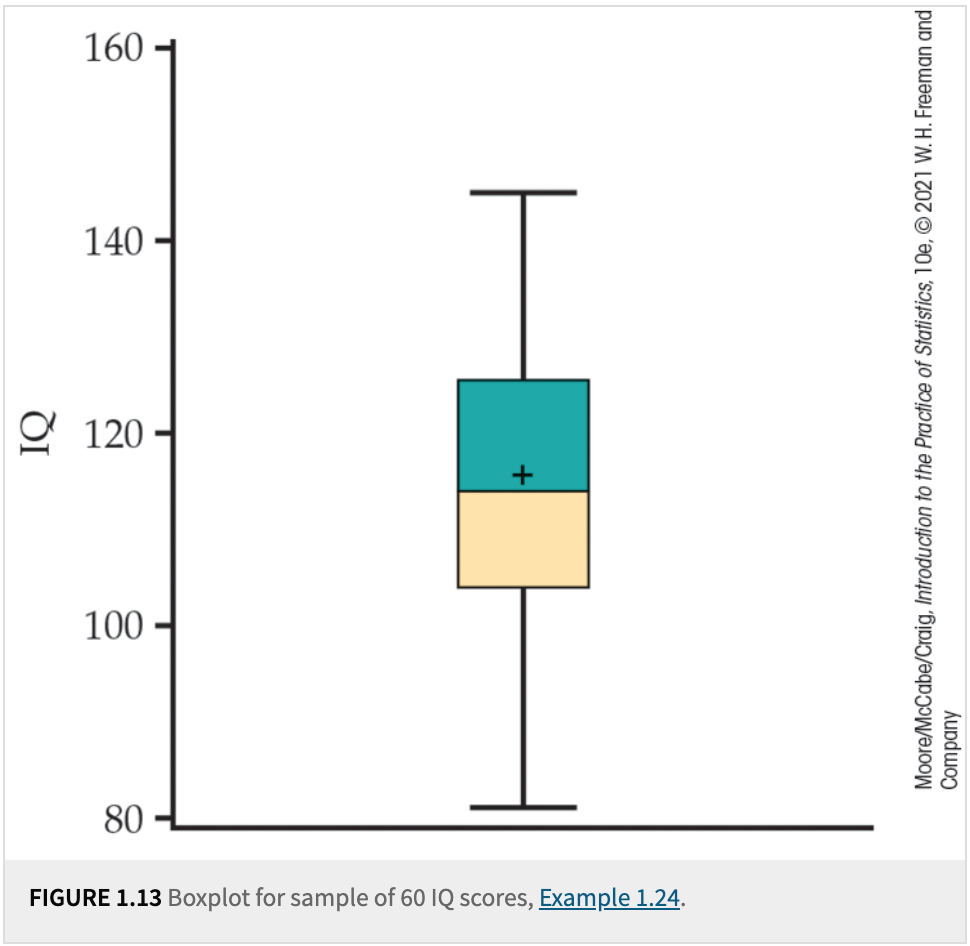 160
140
120
100
80
IQ
Moore/McCabe/Craig, Introduction to the Practice of Statistics, 10e, © 2021 W. H. Freeman and
Company
FIGURE 1.13 Boxplot for sample of 60 IQ scores, Example 1.24.